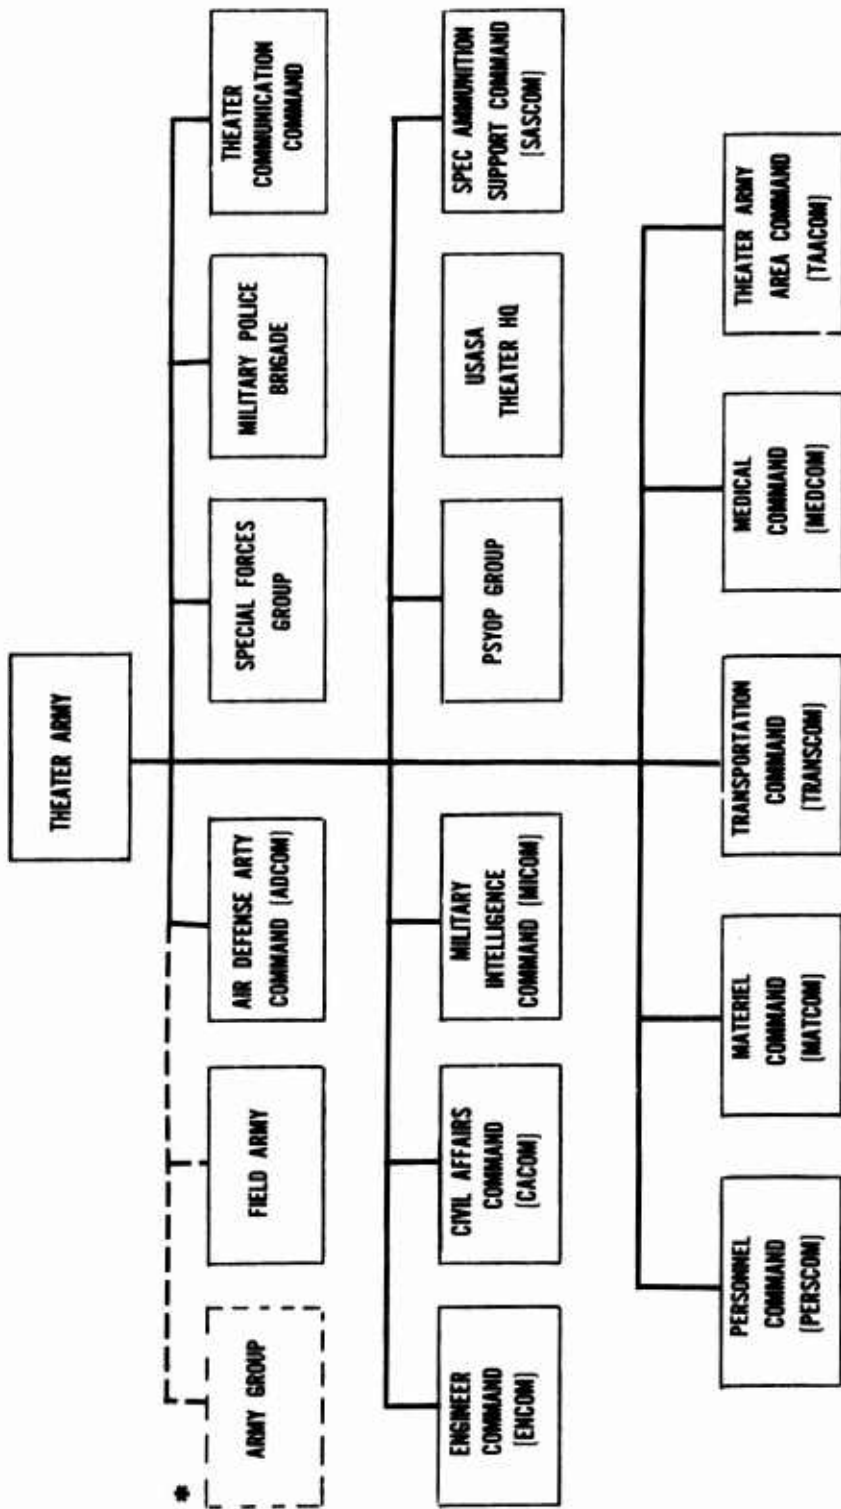 THEATER ARMY
*
ARMY GROUP
FIELD ARMY
AIR DEFENSE ARTY
COMMAND [ADCOM]
SPECIAL FORCES
GROUP
MILITARY POLICE
BRIGADE
THEATER
COMMUNICATION
COMMAND
ENGINEER
COMMAND
[ENCOM]
CIVIL AFFAIRS
COMMAND
[CACOM]
MILITARY
INTELLIGENCE
COMMAND [MICOM]
PSYOP GROUP
USASA
THEATER HQ
SPEC AMMUNITION
SUPPORT COMMAND
[SASCOM]
PERSONNEL
COMMAND
[PERSCOM]
MATERIEL
COMMAND
[MATCOM]
TRANSPORTATION
COMMAND
[TRANSCOM]
MEDICAL
COMMAND
[MEDCOM]
THEATER ARMY
AREA COMMAND
[TAACOM]